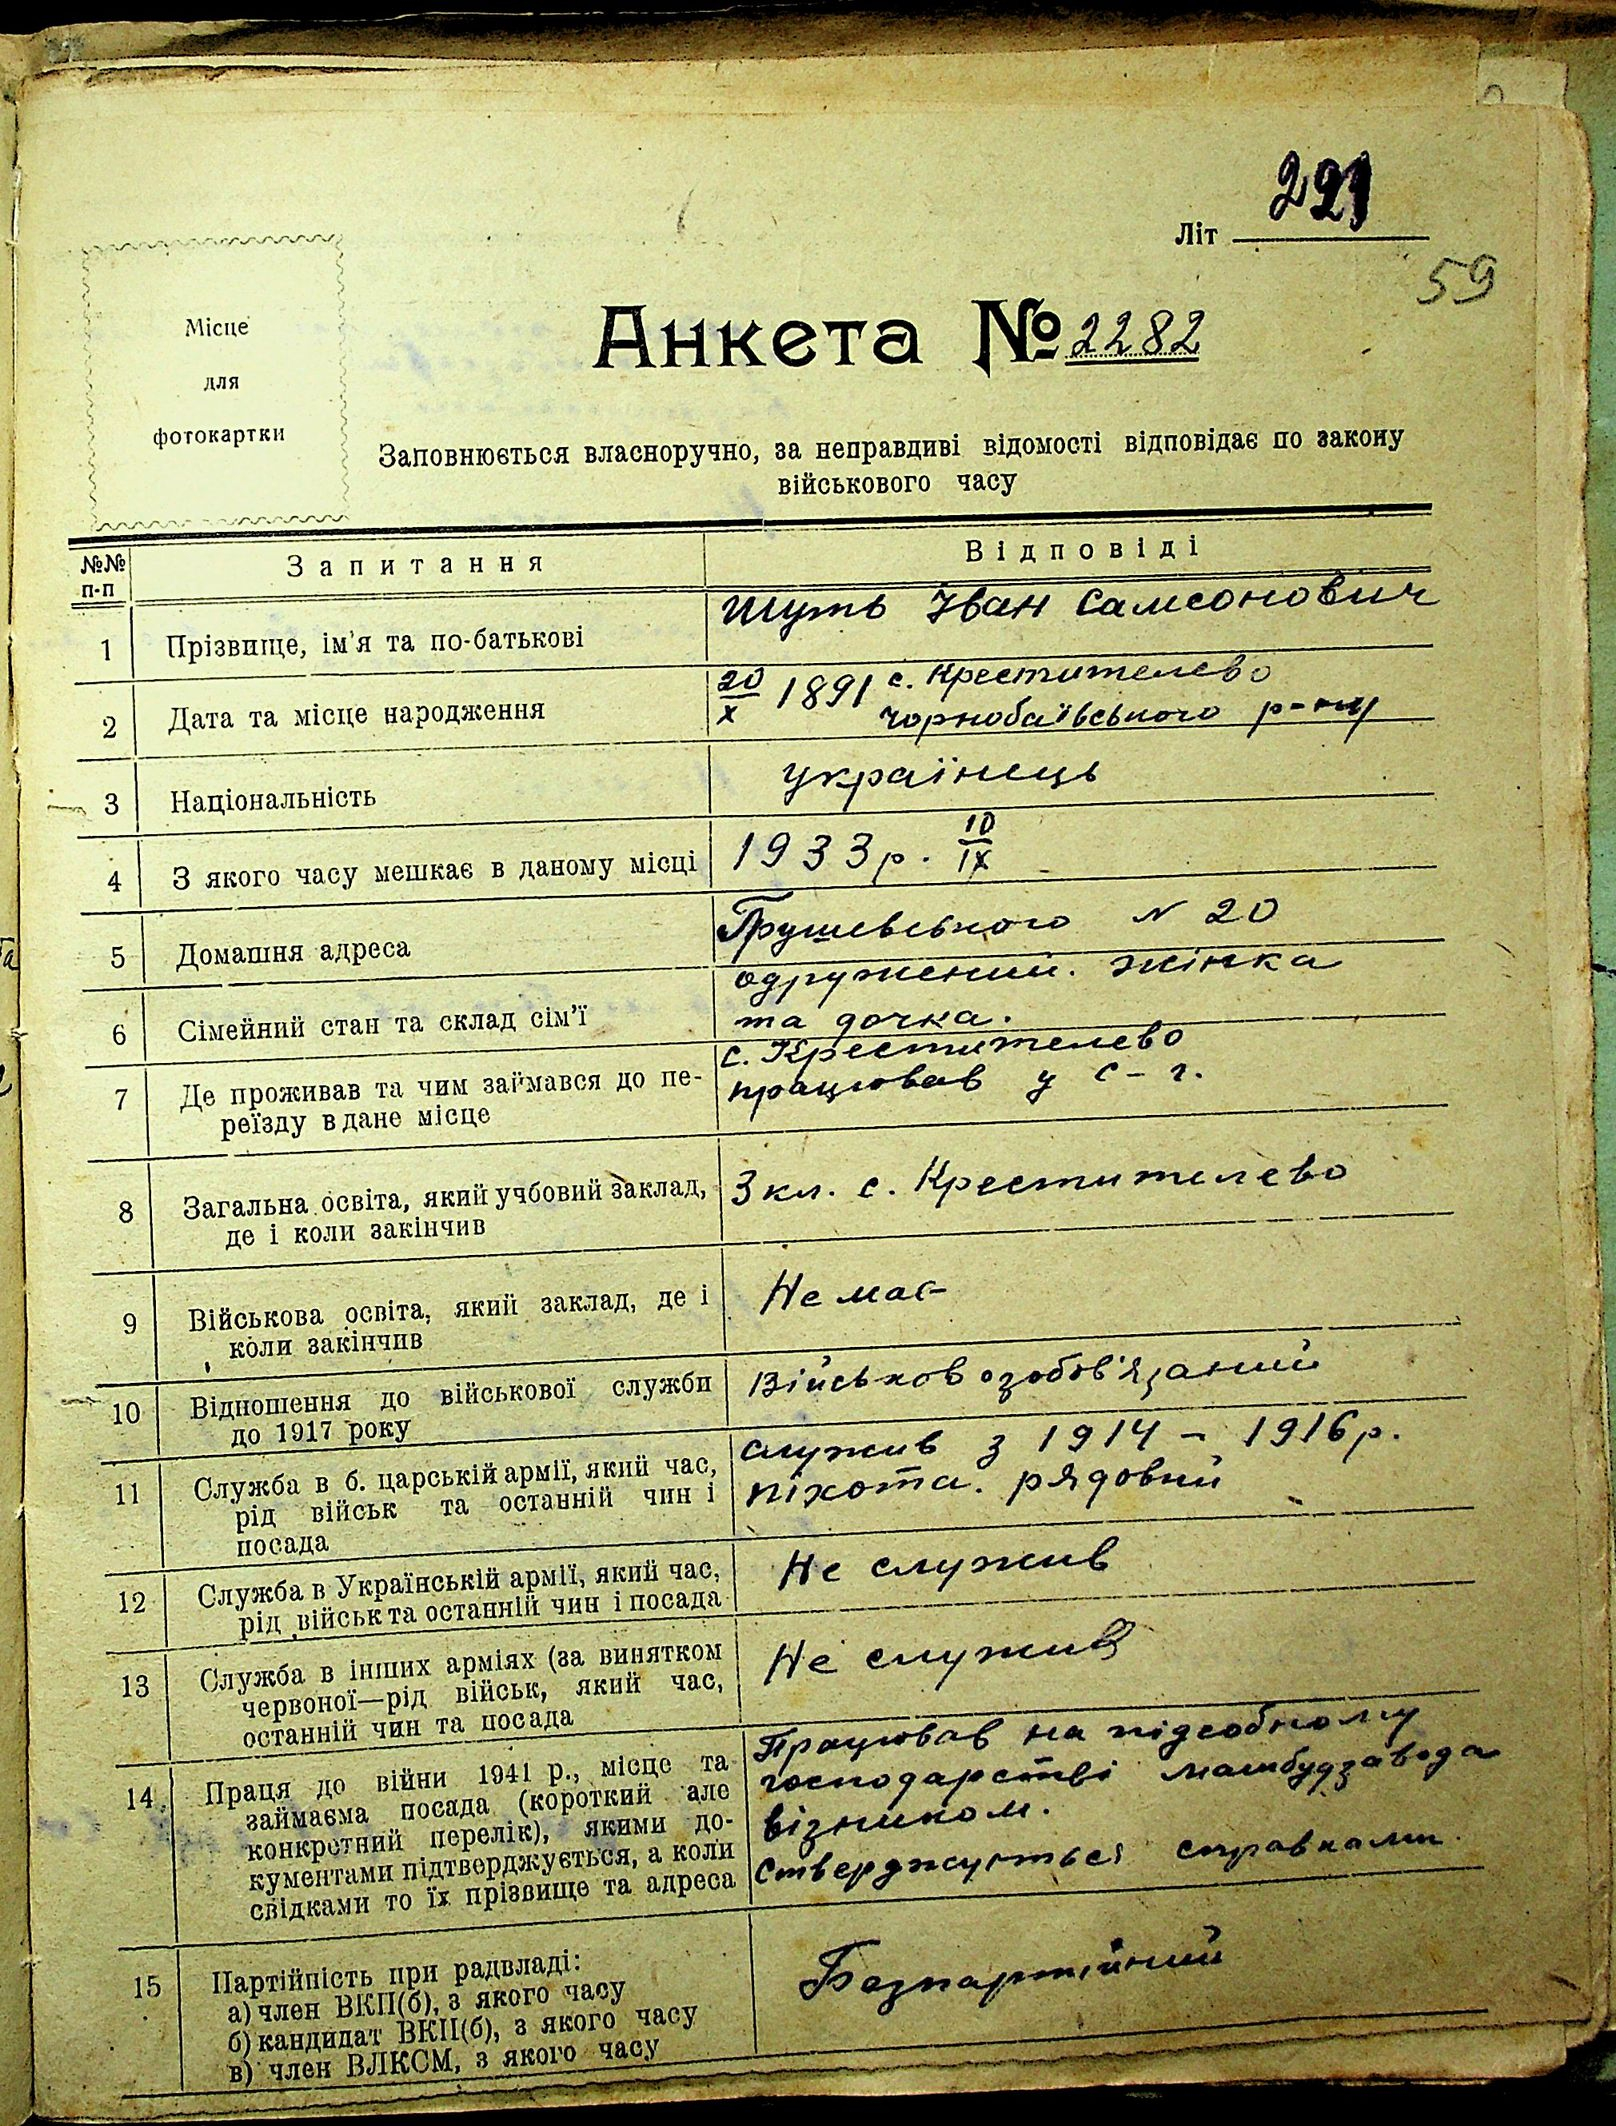 Літ 221
59
Місце
для
фотокартки
Анкета № 2282
Заповнюється власноручно, за неправдиві відомості відповідає по закону
військового часу
№№
п-п
Запитання
Відповіді
1
Прізвище, ім'я та по-батькові
Шуть Іван Самсонович
2
Дата та місце народження
20/X 1891 с. Крестителево
Чорнобаївського р-ну
3
Національність
українець
4
З якого часу мешкає в даному місці
1933 р. 10/IX
5
Домашня адреса
Грушевського N 20
6
Сімейний стан та склад сім'ї
одружений. жінка
та дочка.
7
Де проживав та чим займався до пе-
реїзду в дане місце
с. Крестителево
працював у с-г.
8
Загальна освіта, який учбовий заклад,
де і коли закінчив
3 кл. с. Крестителево
9
Військова освіта, який заклад, де і
коли закінчив
Не має
10
Відношення до військової служби
до 1917 року
Військовозобов'язаний
11
Служба в б. царській армії, який час,
рід військ та останній чин і
посада
служив з 1914 – 1916 р.
піхота. рядовий
12
Служба в Українській армії, який час,
рід військ та останній чин і посада
Не служив
13
Служба в інших арміях (за винятком
червоної—рід військ, який час,
останній чин та посада
Не служив
14
Праця до війни 1941 р., місце та
займаєма посада (короткий але
конкретний перелік), якими до-
кументами підтверджується, а коли
свідками то їх прізвище та адреса
Працював на підсобному
господарстві машбудзавода
візником.
Стверджується справками.
15
Партійність при радвладі:
а) член ВКП(б), з якого часу
б) кандидат ВКП(б), з якого часу
в) член ВЛКСМ, з якого часу
Безпартійний